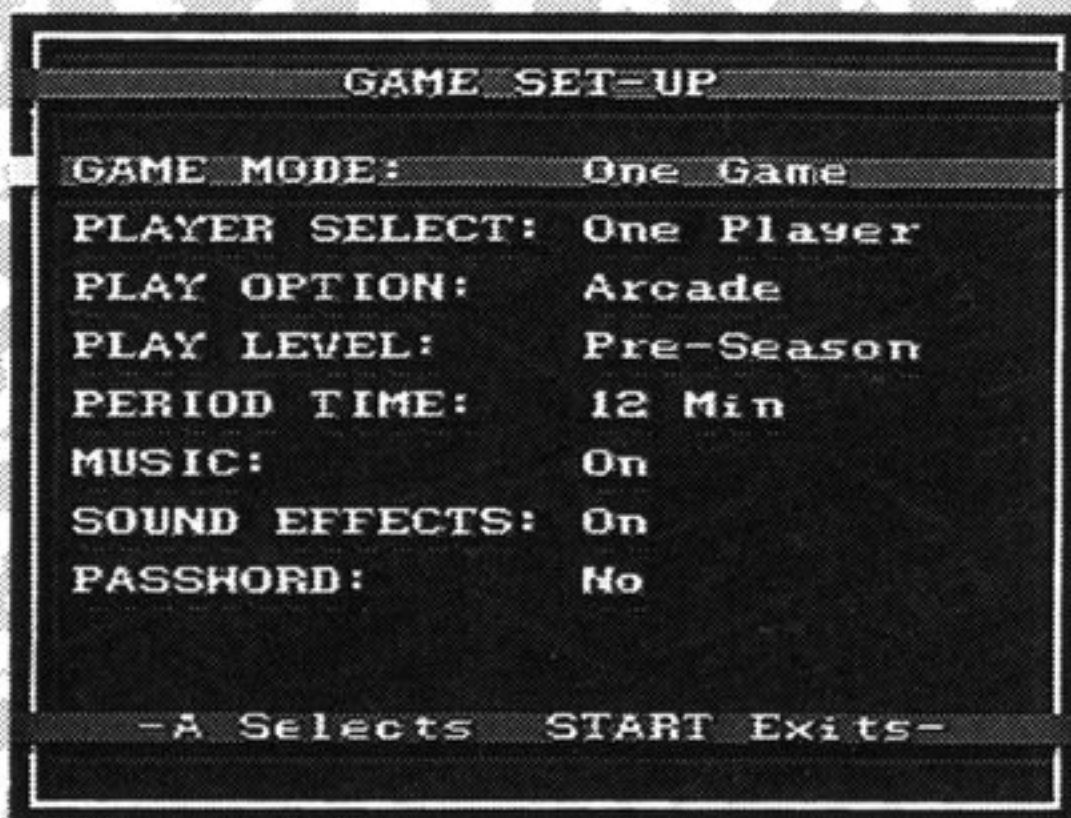 GAME SET-UP
GAME MODE: One Game
PLAYER SELECT: One Player
PLAY OPTION: Arcade
PLAY LEVEL: Pre-Season
PERIOD TIME: 12 Min
MUSIC: On
SOUND EFFECTS: On
PASSWORD: No
-A Selects START Exits-